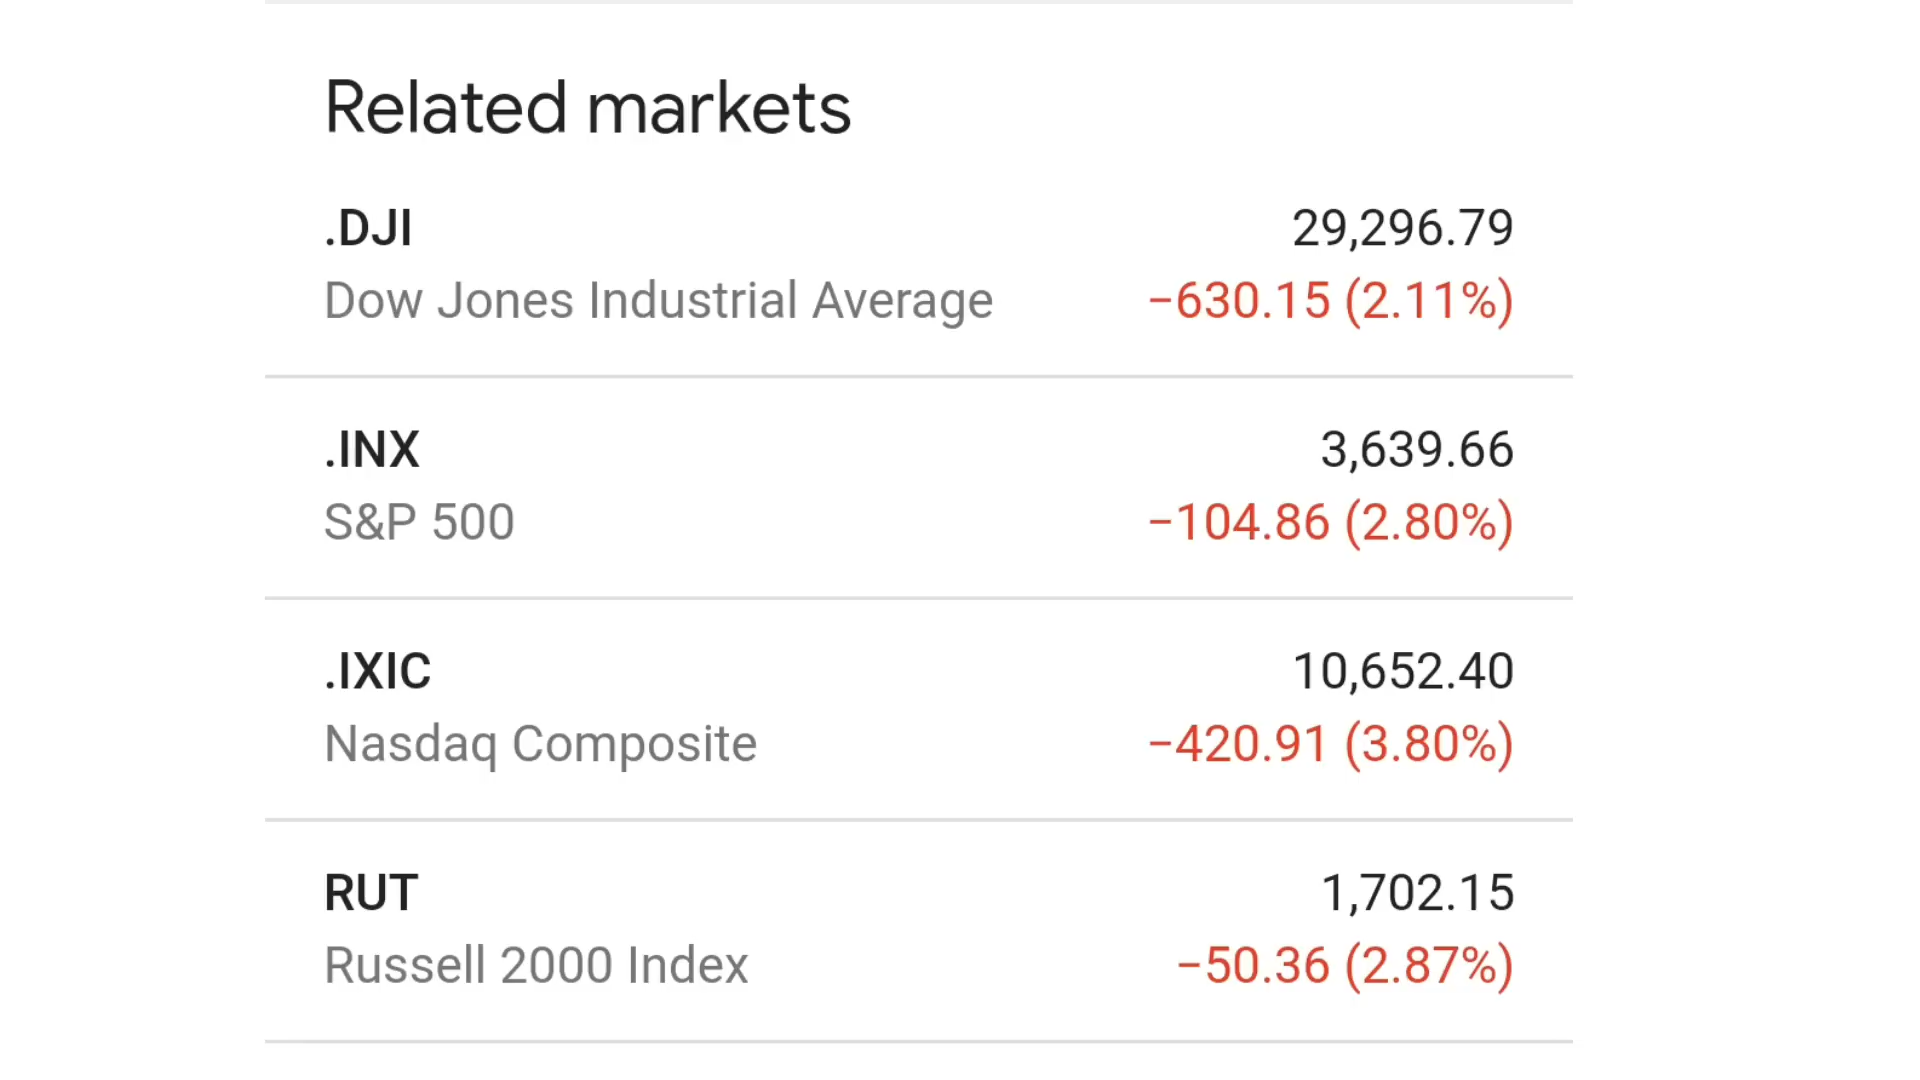 Related markets
.DJI 29,296.79
Dow Jones Industrial Average −630.15 (2.11%)
.INX 3,639.66
S&P 500 −104.86 (2.80%)
.IXIC 10,652.40
Nasdaq Composite −420.91 (3.80%)
RUT 1,702.15
Russell 2000 Index −50.36 (2.87%)